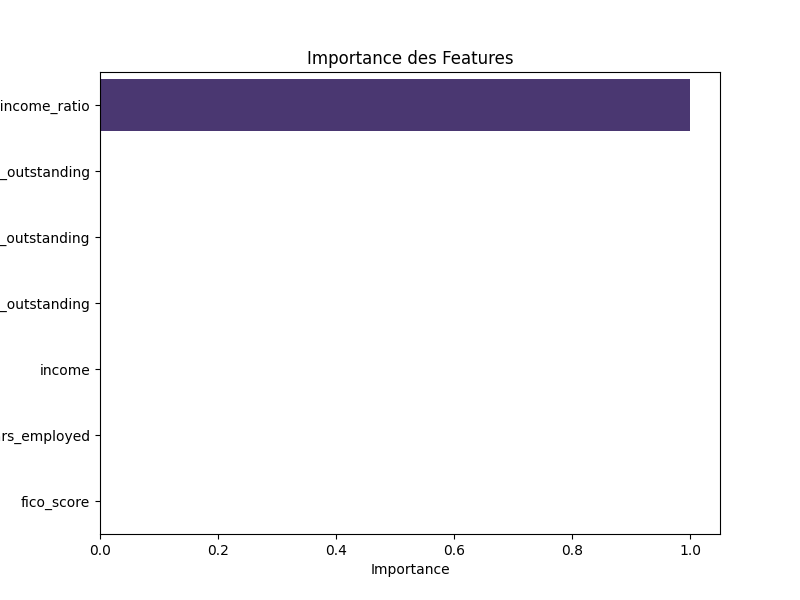 Importance des Features
income_ratio
_outstanding
_outstanding
_outstanding
income
rs_employed
fico_score
0.0 0.2 0.4 0.6 0.8 1.0
Importance